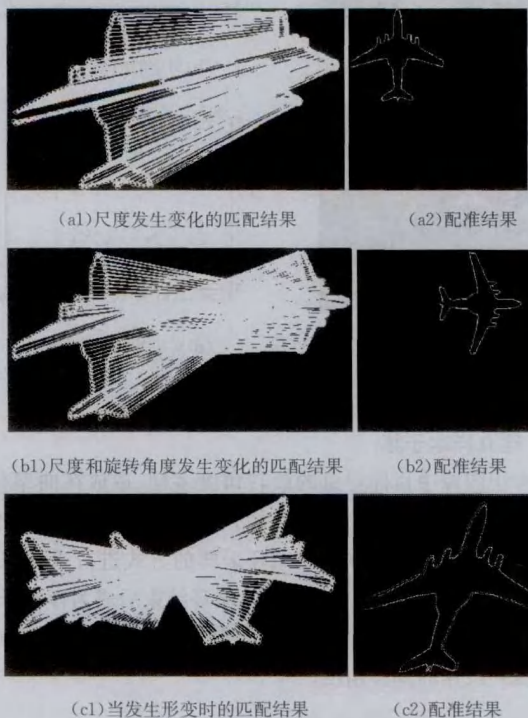 (a1)尺度发生变化的匹配结果
(a2)配准结果
(b1)尺度和旋转角度发生变化的匹配结果
(b2)配准结果
(c1)当发生形变时的匹配结果
(c2)配准结果